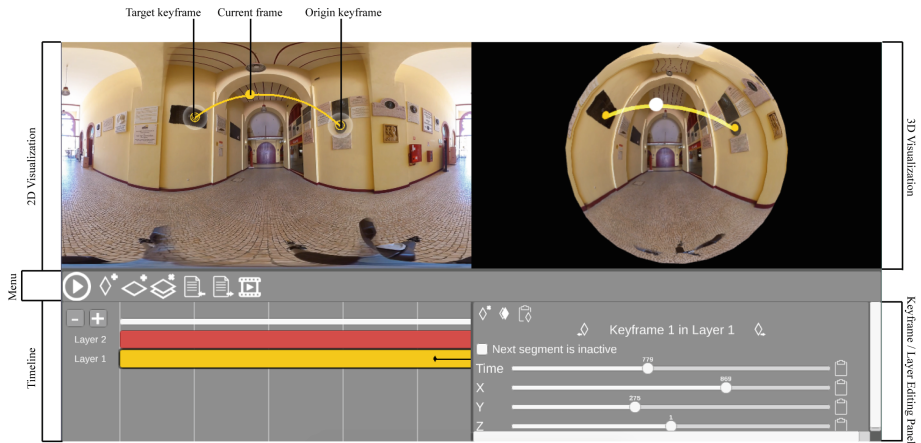 Target keyframe Current frame Origin keyframe
2D Visualization
3D Visualization
Menu
Timeline
Layer 2
Layer 1
Keyframe 1 in Layer 1
Next segment is inactive
Time 779
X 869
Y 275
Z 1
Keyframe / Layer Editing Panel